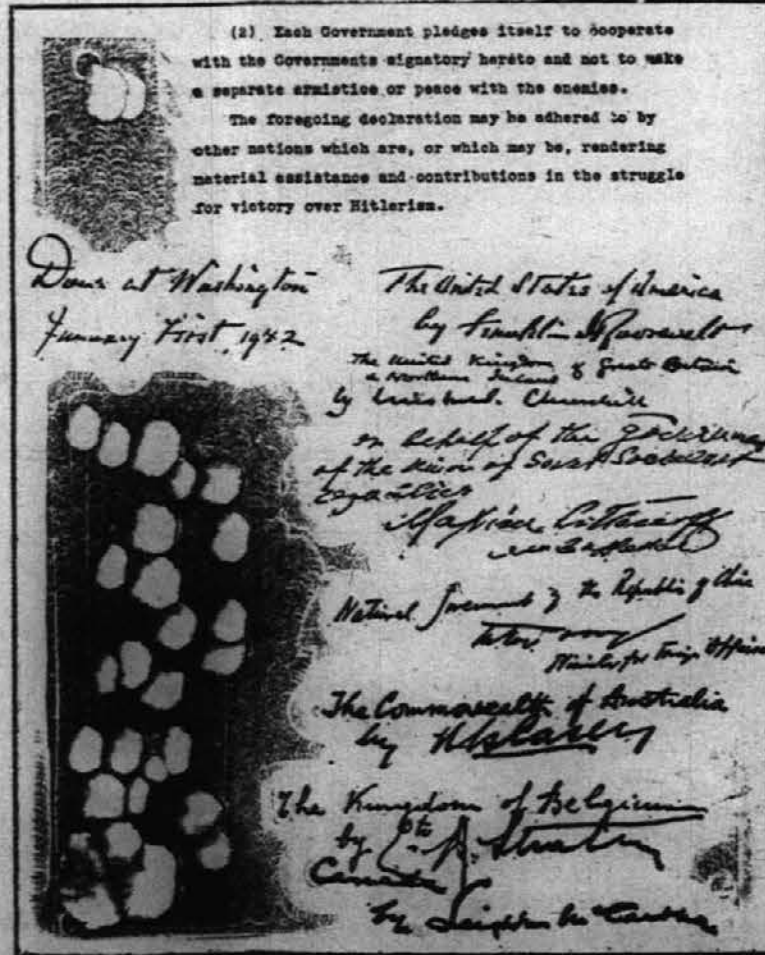 (2) Each Government pledges itself to cooperate
with the Governments signatory hereto and not to make
a separate armistice or peace with the enemies.
The foregoing declaration may be adhered to by
other nations which are, or which may be, rendering
material assistance and contributions in the struggle
for victory over Hitlerism.
Done at Washington
January First, 1942
The United States of America
by Franklin D Roosevelt
The United Kingdom of Great Britain
& Northern Ireland
by Winston Churchill
on behalf of the Government
of the Union of Soviet Socialist
Republics
Maxim Litvinoff
Ambassador
National Government of the Republic of China
Minister for Foreign Affairs
The Commonwealth of Australia
by R G Casey
The Kingdom of Belgium
by Cte R. Straten
Canada
by Leighton McCarthy